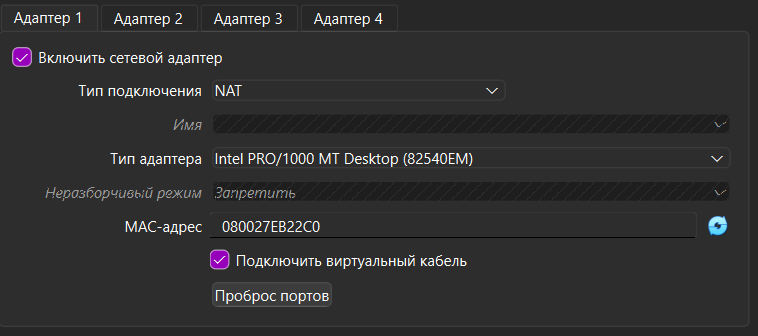 Адаптер 1 Адаптер 2 Адаптер 3 Адаптер 4
Включить сетевой адаптер
Тип подключения NAT
Имя
Тип адаптера Intel PRO/1000 MT Desktop (82540EM)
Неразборчивый режим Запретить
MAC-адрес 080027EB22C0
Подключить виртуальный кабель
Проброс портов